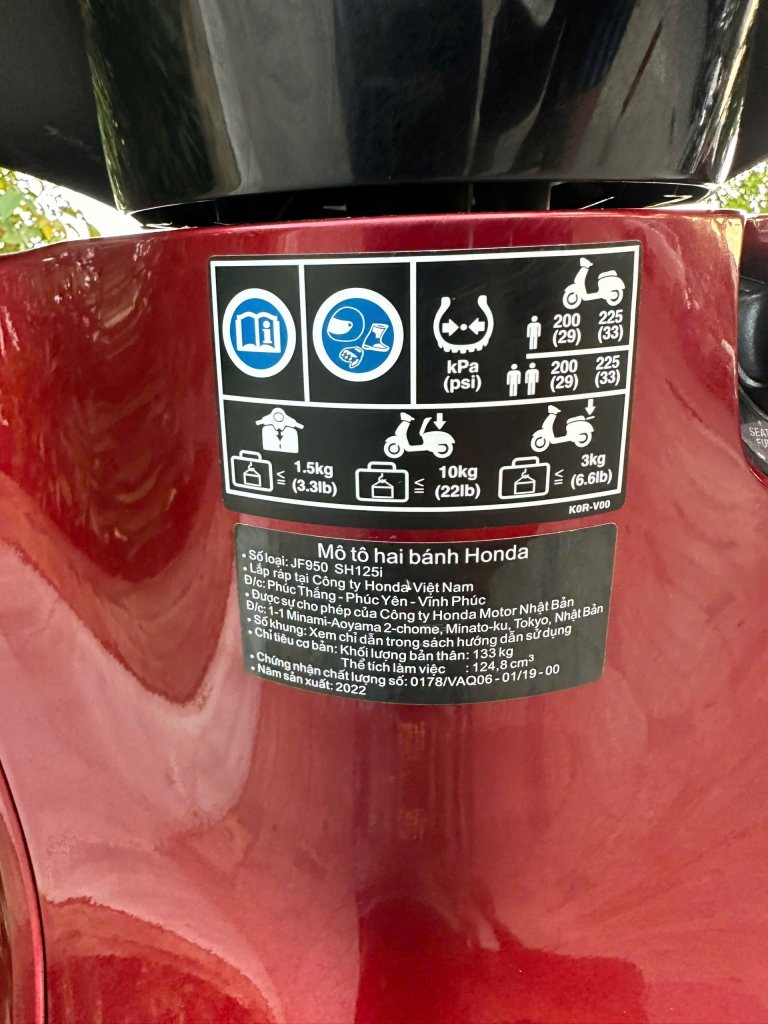 200 225
(29) (33)
kPa
(psi)
200 225
(29) (33)
≤ 1.5kg
(3.3lb)
≤ 10kg
(22lb)
≤ 3kg
(6.6lb)
K0R-V00
Mô tô hai bánh Honda
• Số loại: JF950 SH125i
• Lắp ráp tại Công ty Honda Việt Nam
Đ/c: Phúc Thắng - Phúc Yên - Vĩnh Phúc
• Được sự cho phép của Công ty Honda Motor Nhật Bản
Đ/c: 1-1 Minami-Aoyama 2-chome, Minato-ku, Tokyo, Nhật Bản
• Số khung: Xem chỉ dẫn trong sách hướng dẫn sử dụng
• Chỉ tiêu cơ bản: Khối lượng bản thân: 133 kg
Thể tích làm việc : 124,8 cm³
• Chứng nhận chất lượng số: 0178/VAQ06 - 01/19 - 00
• Năm sản xuất: 2022
SEAT
FU